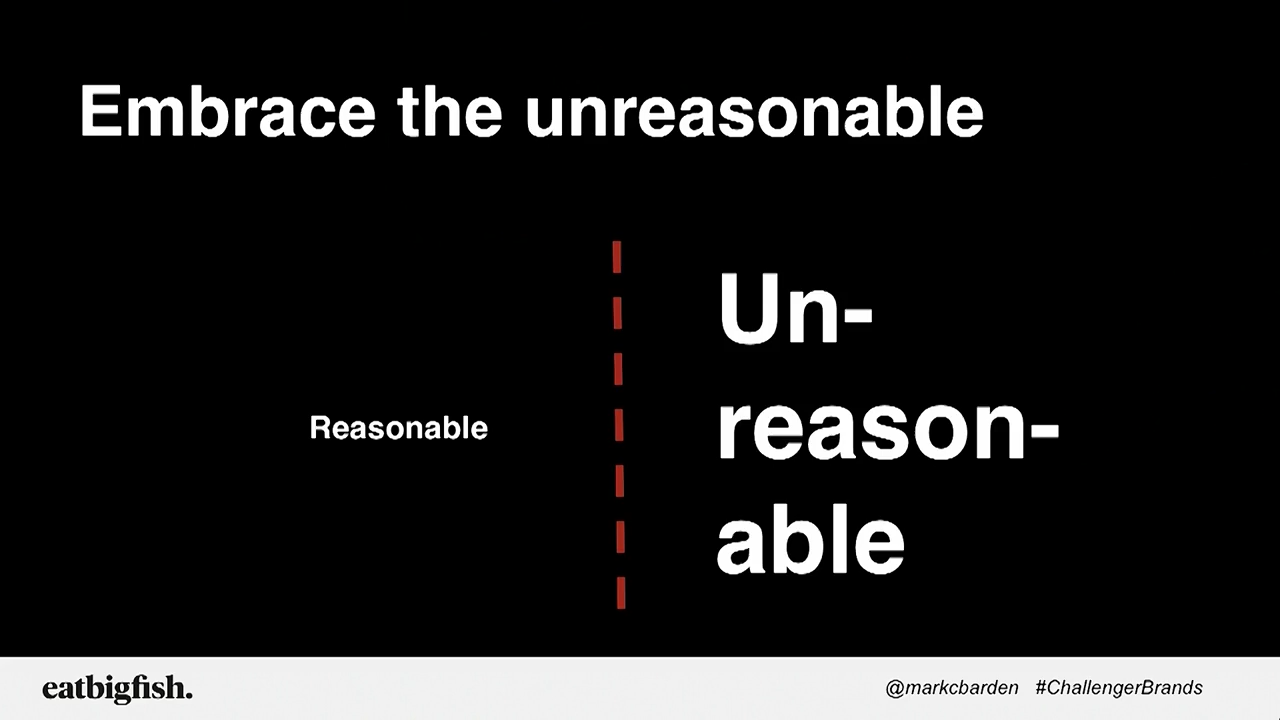 Embrace the unreasonable
Reasonable
Un-
reason-
able
eatbigfish.
@markcbarden #ChallengerBrands